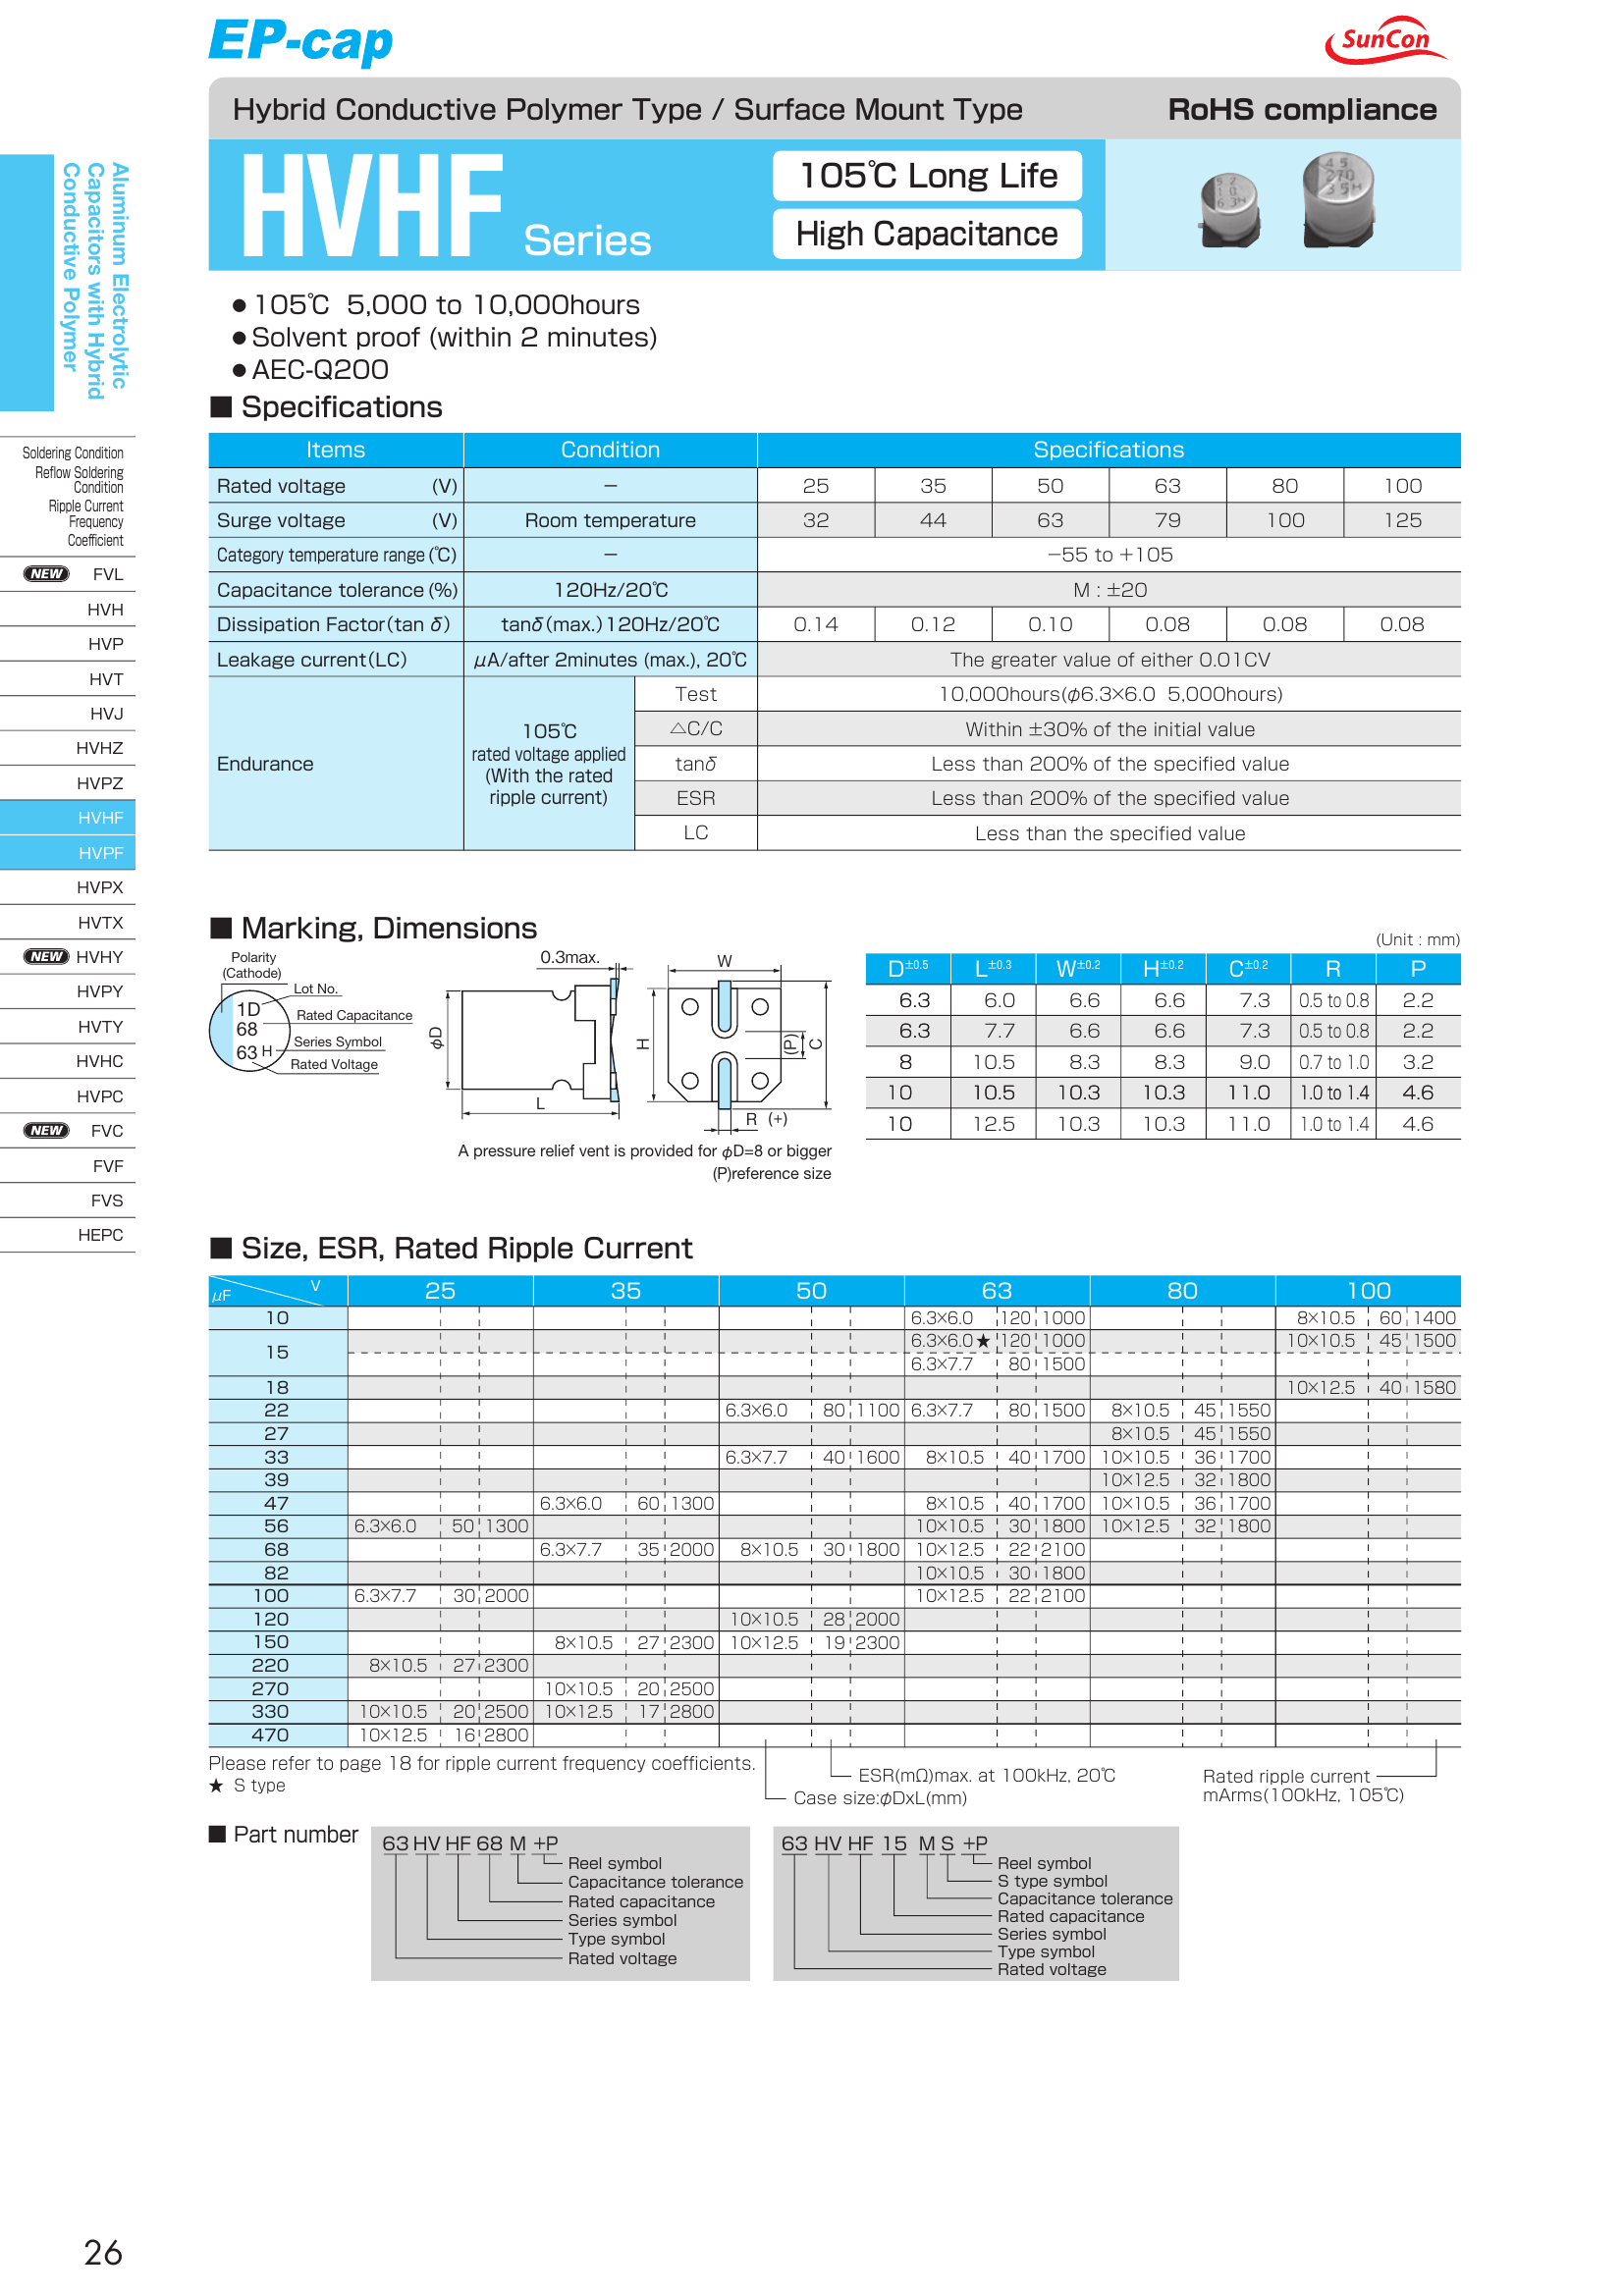 EP-cap
SunCon
Hybrid Conductive Polymer Type / Surface Mount Type RoHS compliance
HVHF Series
105℃ Long Life
High Capacitance
Aluminum Electrolytic
Capacitors with Hybrid
Conductive Polymer
Soldering Condition
Reflow Soldering
Condition
Ripple Current
Frequency
Coefficient
NEW FVL
HVH
HVP
HVT
HVJ
HVHZ
HVPZ
HVHF
HVPF
HVPX
HVTX
NEW HVHY
HVPY
HVTY
HVHC
HVPC
NEW FVC
FVF
FVS
HEPC
● 105℃ 5,000 to 10,000hours
● Solvent proof (within 2 minutes)
● AEC-Q200
■ Specifications
Items Condition Specifications
Rated voltage (V) − 25 35 50 63 80 100
Surge voltage (V) Room temperature 32 44 63 79 100 125
Category temperature range (℃) − −55 to +105
Capacitance tolerance (%) 120Hz/20℃ M : ±20
Dissipation Factor(tan δ) tanδ(max.) 120Hz/20℃ 0.14 0.12 0.10 0.08 0.08 0.08
Leakage current(LC) μA/after 2minutes (max.), 20℃ The greater value of either 0.01CV
Endurance
105℃
rated voltage applied
(With the rated
ripple current)
Test 10,000hours(φ6.3×6.0 5,000hours)
△C/C Within ±30% of the initial value
tanδ Less than 200% of the specified value
ESR Less than 200% of the specified value
LC Less than the specified value
■ Marking, Dimensions
(Unit : mm)
Polarity
(Cathode)
1D
68
63 H
Lot No.
Rated Capacitance
Series Symbol
Rated Voltage
0.3max.
φD
L
W
H
(P)
C
R (+)
A pressure relief vent is provided for φD=8 or bigger
(P)reference size
D±0.5 L±0.3 W±0.2 H±0.2 C±0.2 R P
6.3 6.0 6.6 6.6 7.3 0.5 to 0.8 2.2
6.3 7.7 6.6 6.6 7.3 0.5 to 0.8 2.2
8 10.5 8.3 8.3 9.0 0.7 to 1.0 3.2
10 10.5 10.3 10.3 11.0 1.0 to 1.4 4.6
10 12.5 10.3 10.3 11.0 1.0 to 1.4 4.6
■ Size, ESR, Rated Ripple Current
μF V 25 35 50 63 80 100
10 6.3×6.0 120 1000 8×10.5 60 1400
15 6.3×6.0★ 120 1000 10×10.5 45 1500
6.3×7.7 80 1500
18 10×12.5 40 1580
22 6.3×6.0 80 1100 6.3×7.7 80 1500 8×10.5 45 1550
27 8×10.5 45 1550
33 6.3×7.7 40 1600 8×10.5 40 1700 10×10.5 36 1700
39 10×12.5 32 1800
47 6.3×6.0 60 1300 8×10.5 40 1700 10×10.5 36 1700
56 6.3×6.0 50 1300 10×10.5 30 1800 10×12.5 32 1800
68 6.3×7.7 35 2000 8×10.5 30 1800 10×12.5 22 2100
82 10×10.5 30 1800
100 6.3×7.7 30 2000 10×12.5 22 2100
120 10×10.5 28 2000
150 8×10.5 27 2300 10×12.5 19 2300
220 8×10.5 27 2300
270 10×10.5 20 2500
330 10×10.5 20 2500 10×12.5 17 2800
470 10×12.5 16 2800
Please refer to page 18 for ripple current frequency coefficients.
★ S type
ESR(mΩ)max. at 100kHz, 20℃
Case size:φDxL(mm)
Rated ripple current
mArms(100kHz, 105℃)
■ Part number
63 HV HF 68 M +P
Reel symbol
Capacitance tolerance
Rated capacitance
Series symbol
Type symbol
Rated voltage
63 HV HF 15 M S +P
Reel symbol
S type symbol
Capacitance tolerance
Rated capacitance
Series symbol
Type symbol
Rated voltage
26